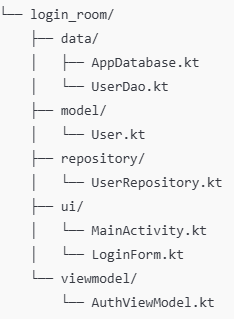 └── login_room/
    ├── data/
    │   ├── AppDatabase.kt
    │   └── UserDao.kt
    ├── model/
    │   └── User.kt
    ├── repository/
    │   └── UserRepository.kt
    ├── ui/
    │   └── MainActivity.kt
    │   └── LoginForm.kt
    └── viewmodel/
        └── AuthViewModel.kt